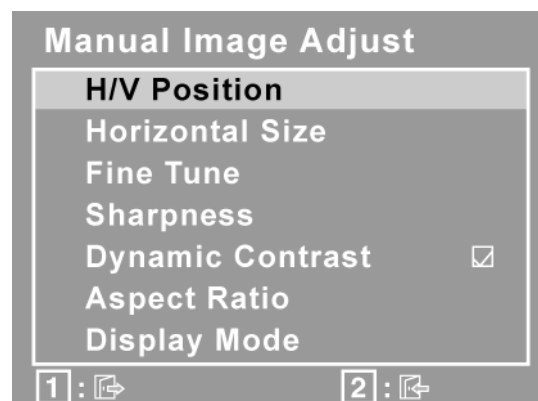 Manual Image Adjust
H/V Position
Horizontal Size
Fine Tune
Sharpness
Dynamic Contrast
Aspect Ratio
Display Mode
1 : 2 :